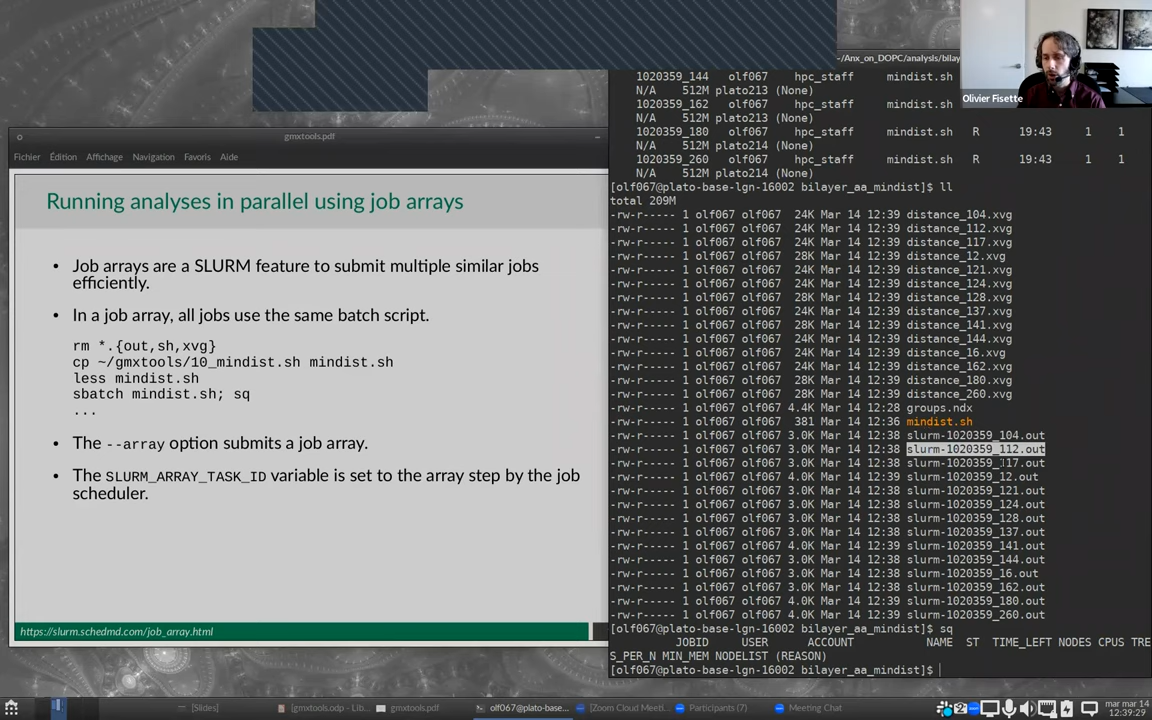 ~/Anx_on_DOPC/analysis/bilay
Olivier Fisette
gmxtools.pdf
Fichier Édition Affichage Navigation Favoris Aide
Running analyses in parallel using job arrays
• Job arrays are a SLURM feature to submit multiple similar jobs
efficiently.
• In a job array, all jobs use the same batch script.
rm *.{out,sh,xvg}
cp ~/gmxtools/10_mindist.sh mindist.sh
less mindist.sh
sbatch mindist.sh; sq
...
• The --array option submits a job array.
• The SLURM_ARRAY_TASK_ID variable is set to the array step by the job
scheduler.
https://slurm.schedmd.com/job_array.html
1020359_144 olf067 hpc_staff mindist.sh
N/A 512M plato213 (None)
1020359_162 olf067 hpc_staff mindist.sh
N/A 512M plato213 (None)
1020359_180 olf067 hpc_staff mindist.sh R 19:43 1 1
N/A 512M plato214 (None)
1020359_260 olf067 hpc_staff mindist.sh R 19:43 1 1
N/A 512M plato214 (None)
[olf067@plato-base-lgn-16002 bilayer_aa_mindist]$ ll
total 209M
-rw-r----- 1 olf067 olf067 24K Mar 14 12:39 distance_104.xvg
-rw-r----- 1 olf067 olf067 24K Mar 14 12:39 distance_112.xvg
-rw-r----- 1 olf067 olf067 24K Mar 14 12:39 distance_117.xvg
-rw-r----- 1 olf067 olf067 28K Mar 14 12:39 distance_12.xvg
-rw-r----- 1 olf067 olf067 24K Mar 14 12:39 distance_121.xvg
-rw-r----- 1 olf067 olf067 24K Mar 14 12:39 distance_124.xvg
-rw-r----- 1 olf067 olf067 28K Mar 14 12:39 distance_128.xvg
-rw-r----- 1 olf067 olf067 24K Mar 14 12:39 distance_137.xvg
-rw-r----- 1 olf067 olf067 28K Mar 14 12:39 distance_141.xvg
-rw-r----- 1 olf067 olf067 28K Mar 14 12:39 distance_144.xvg
-rw-r----- 1 olf067 olf067 24K Mar 14 12:39 distance_16.xvg
-rw-r----- 1 olf067 olf067 24K Mar 14 12:39 distance_162.xvg
-rw-r----- 1 olf067 olf067 28K Mar 14 12:39 distance_180.xvg
-rw-r----- 1 olf067 olf067 28K Mar 14 12:39 distance_260.xvg
-rw-r----- 1 olf067 olf067 4.4K Mar 14 12:28 groups.ndx
-rw-r----- 1 olf067 olf067 381 Mar 14 12:36 mindist.sh
-rw-r----- 1 olf067 olf067 3.0K Mar 14 12:38 slurm-1020359_104.out
-rw-r----- 1 olf067 olf067 3.0K Mar 14 12:38 slurm-1020359_112.out
-rw-r----- 1 olf067 olf067 3.0K Mar 14 12:38 slurm-1020359_117.out
-rw-r----- 1 olf067 olf067 4.0K Mar 14 12:39 slurm-1020359_12.out
-rw-r----- 1 olf067 olf067 3.0K Mar 14 12:38 slurm-1020359_121.out
-rw-r----- 1 olf067 olf067 3.0K Mar 14 12:38 slurm-1020359_124.out
-rw-r----- 1 olf067 olf067 3.0K Mar 14 12:38 slurm-1020359_128.out
-rw-r----- 1 olf067 olf067 3.0K Mar 14 12:38 slurm-1020359_137.out
-rw-r----- 1 olf067 olf067 4.0K Mar 14 12:39 slurm-1020359_141.out
-rw-r----- 1 olf067 olf067 3.0K Mar 14 12:38 slurm-1020359_144.out
-rw-r----- 1 olf067 olf067 3.0K Mar 14 12:38 slurm-1020359_16.out
-rw-r----- 1 olf067 olf067 3.0K Mar 14 12:38 slurm-1020359_162.out
-rw-r----- 1 olf067 olf067 4.0K Mar 14 12:39 slurm-1020359_180.out
-rw-r----- 1 olf067 olf067 4.0K Mar 14 12:39 slurm-1020359_260.out
[olf067@plato-base-lgn-16002 bilayer_aa_mindist]$ sq
JOBID USER ACCOUNT NAME ST TIME_LEFT NODES CPUS TRE
S_PER_N MIN_MEM NODELIST (REASON)
[olf067@plato-base-lgn-16002 bilayer_aa_mindist]$
[Slides] [gmxtools.odp - Lib... gmxtools.pdf olf067@plato-base... [Zoom Cloud Meeti... Participants (7) Meeting Chat 2 mar mar 14
12:39:29